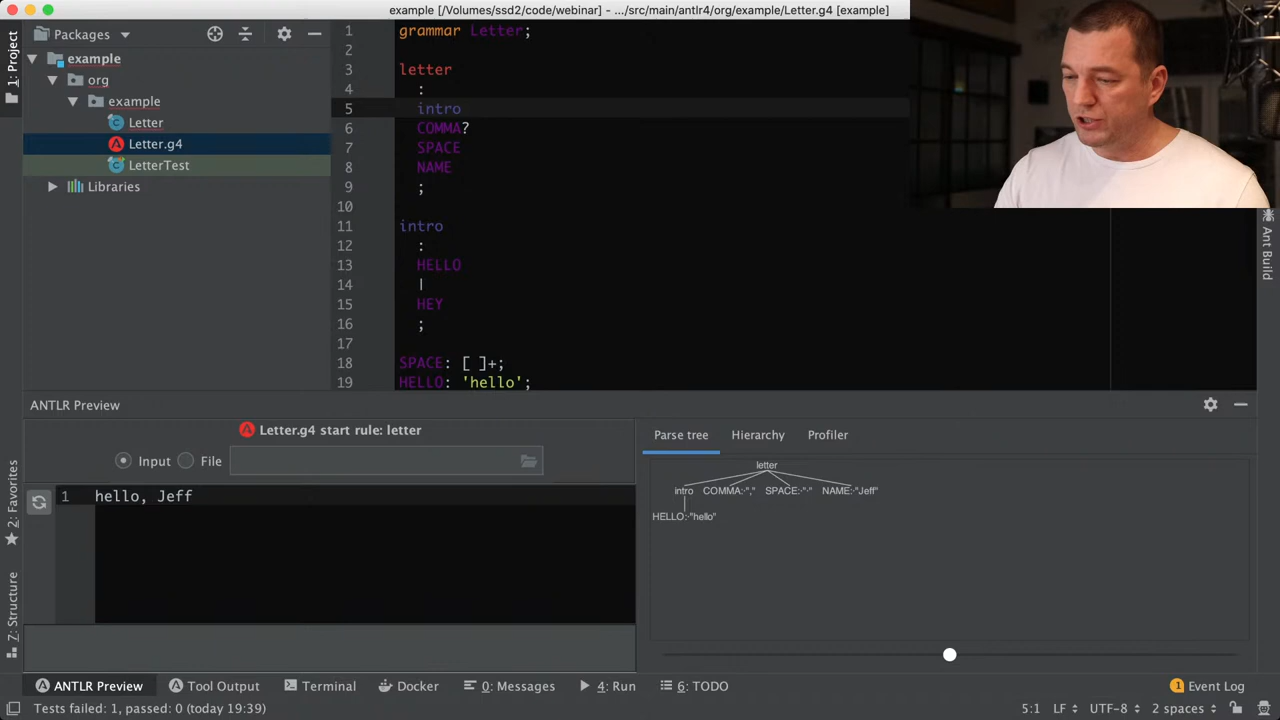 example [/Volumes/ssd2/code/webinar] - .../src/main/antlr4/org/example/Letter.g4 [example]
1: Project
Packages
example
org
example
Letter
Letter.g4
LetterTest
Libraries
1 grammar Letter;
2
3 letter
4 :
5 intro
6 COMMA?
7 SPACE
8 NAME
9 ;
10
11 intro
12 :
13 HELLO
14 |
15 HEY
16 ;
17
18 SPACE: [ ]+;
19 HELLO: 'hello';
Ant Build
ANTLR Preview
Letter.g4 start rule: letter
Input File
1 hello, Jeff
Parse tree Hierarchy Profiler
letter
intro COMMA:"," SPACE:"·" NAME:"Jeff"
HELLO:"hello"
2: Favorites
Z: Structure
ANTLR Preview Tool Output Terminal Docker 0: Messages 4: Run 6: TODO 1 Event Log
Tests failed: 1, passed: 0 (today 19:39) 5:1 LF UTF-8 2 spaces